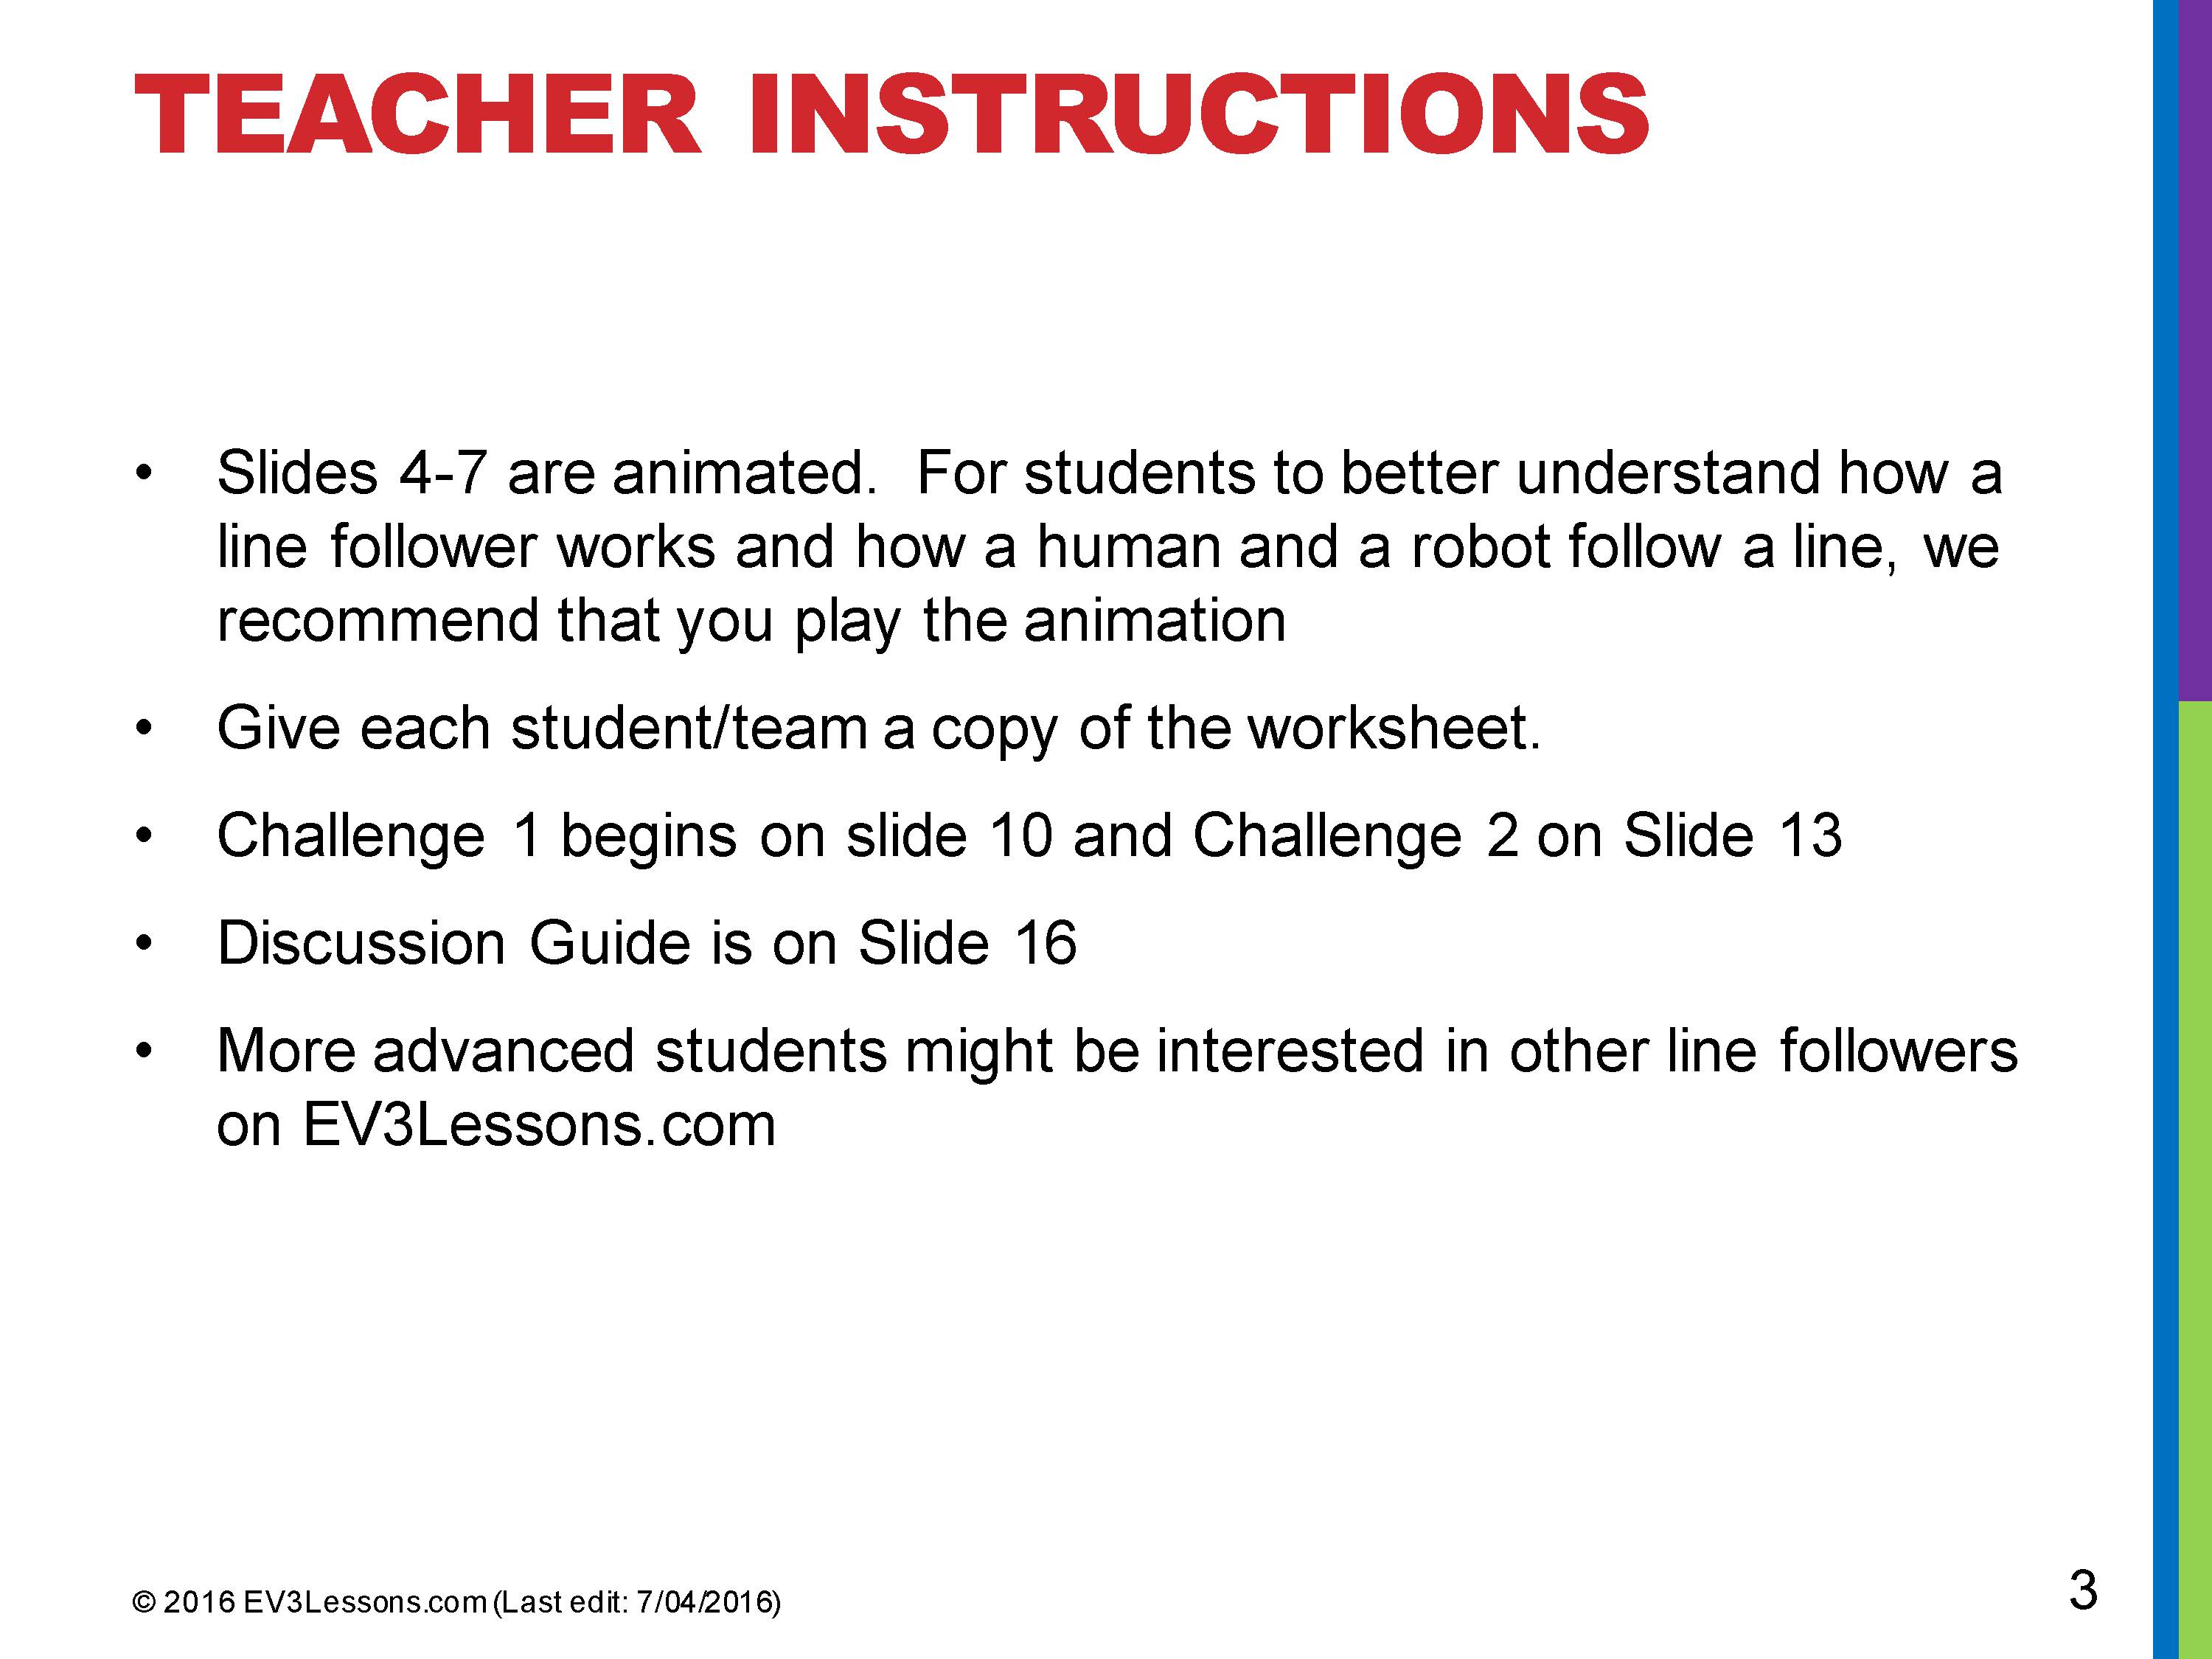 TEACHER INSTRUCTIONS
• Slides 4-7 are animated. For students to better understand how a
line follower works and how a human and a robot follow a line, we
recommend that you play the animation
• Give each student/team a copy of the worksheet.
• Challenge 1 begins on slide 10 and Challenge 2 on Slide 13
• Discussion Guide is on Slide 16
• More advanced students might be interested in other line followers
on EV3Lessons.com
© 2016 EV3Lessons.com (Last edit: 7/04/2016)
3